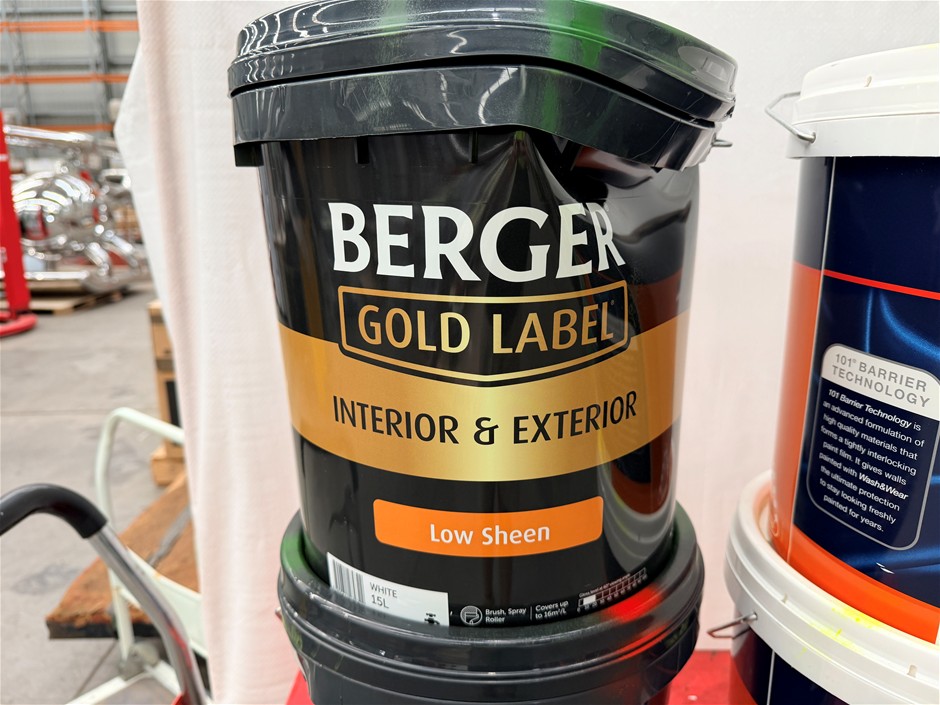 BERGER
GOLD LABEL
INTERIOR & EXTERIOR
Low Sheen
WHITE
15L
Brush, Spray
Roller
Covers up
to 16m²/L
101® BARRIER
TECHNOLOGY
101 Barrier Technology is
an advanced formulation of
high quality materials that
forms a tightly interlocking
paint film. It gives walls
painted with Wash&Wear
the ultimate protection
to stay looking freshly
painted for years.